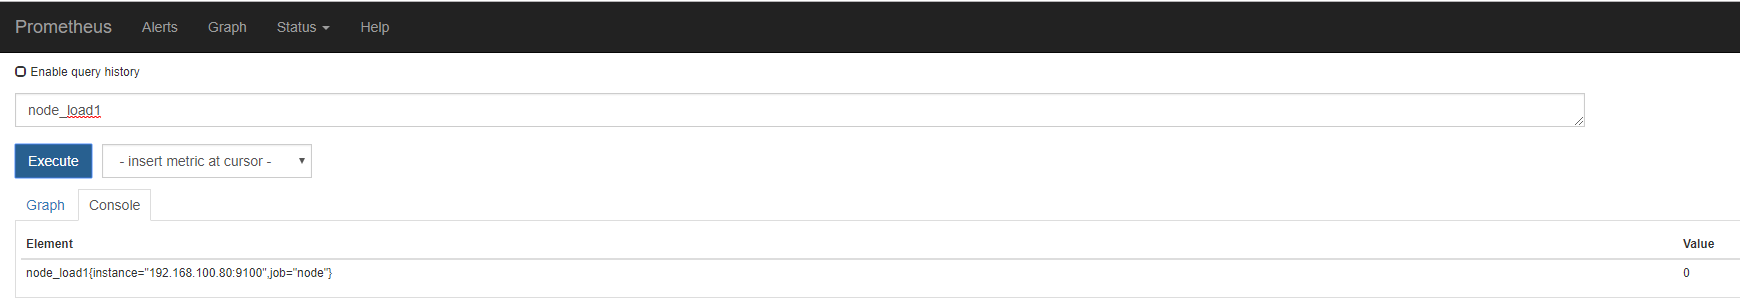 Prometheus Alerts Graph Status Help
Enable query history
node_load1
Execute - insert metric at cursor -
Graph Console
Element Value
node_load1{instance="192.168.100.80:9100",job="node"} 0